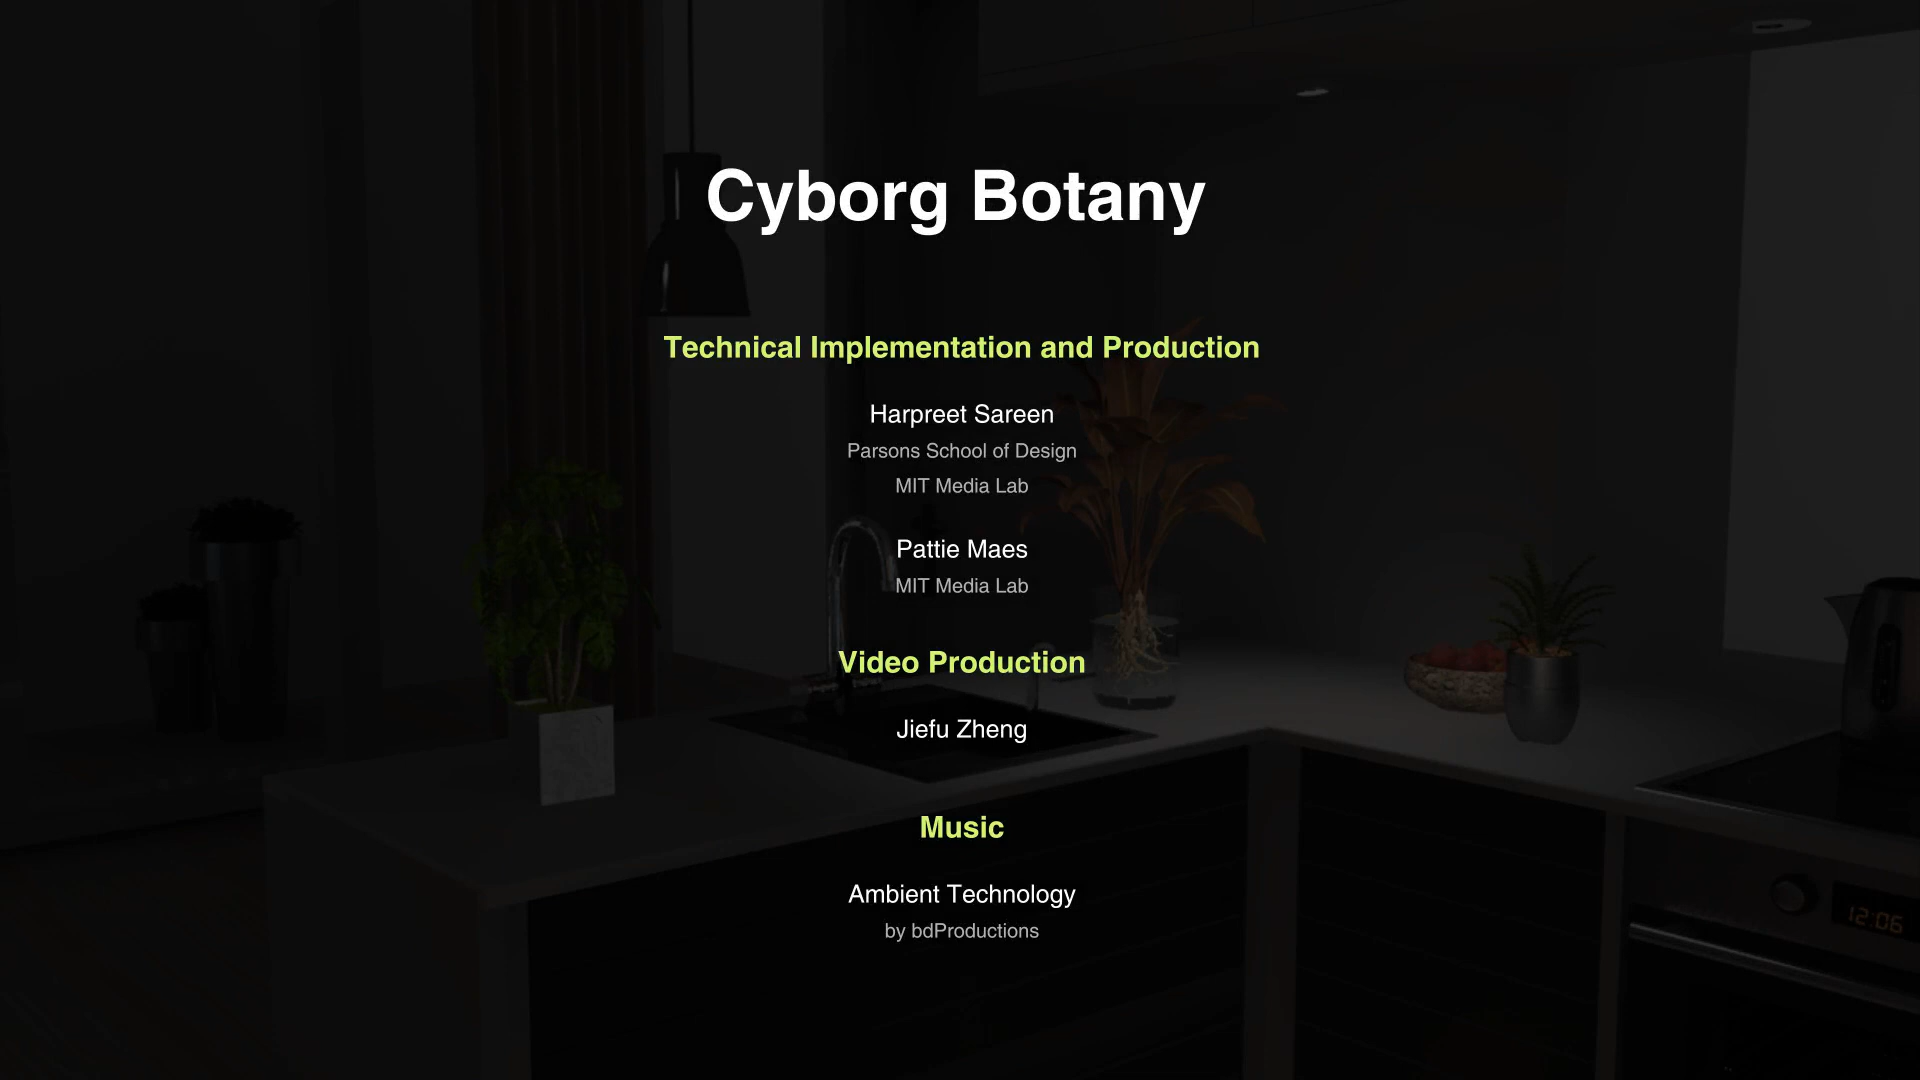 Cyborg Botany
Technical Implementation and Production
Harpreet Sareen
Parsons School of Design
MIT Media Lab
Pattie Maes
MIT Media Lab
Video Production
Jiefu Zheng
Music
Ambient Technology
by bdProductions
12:06